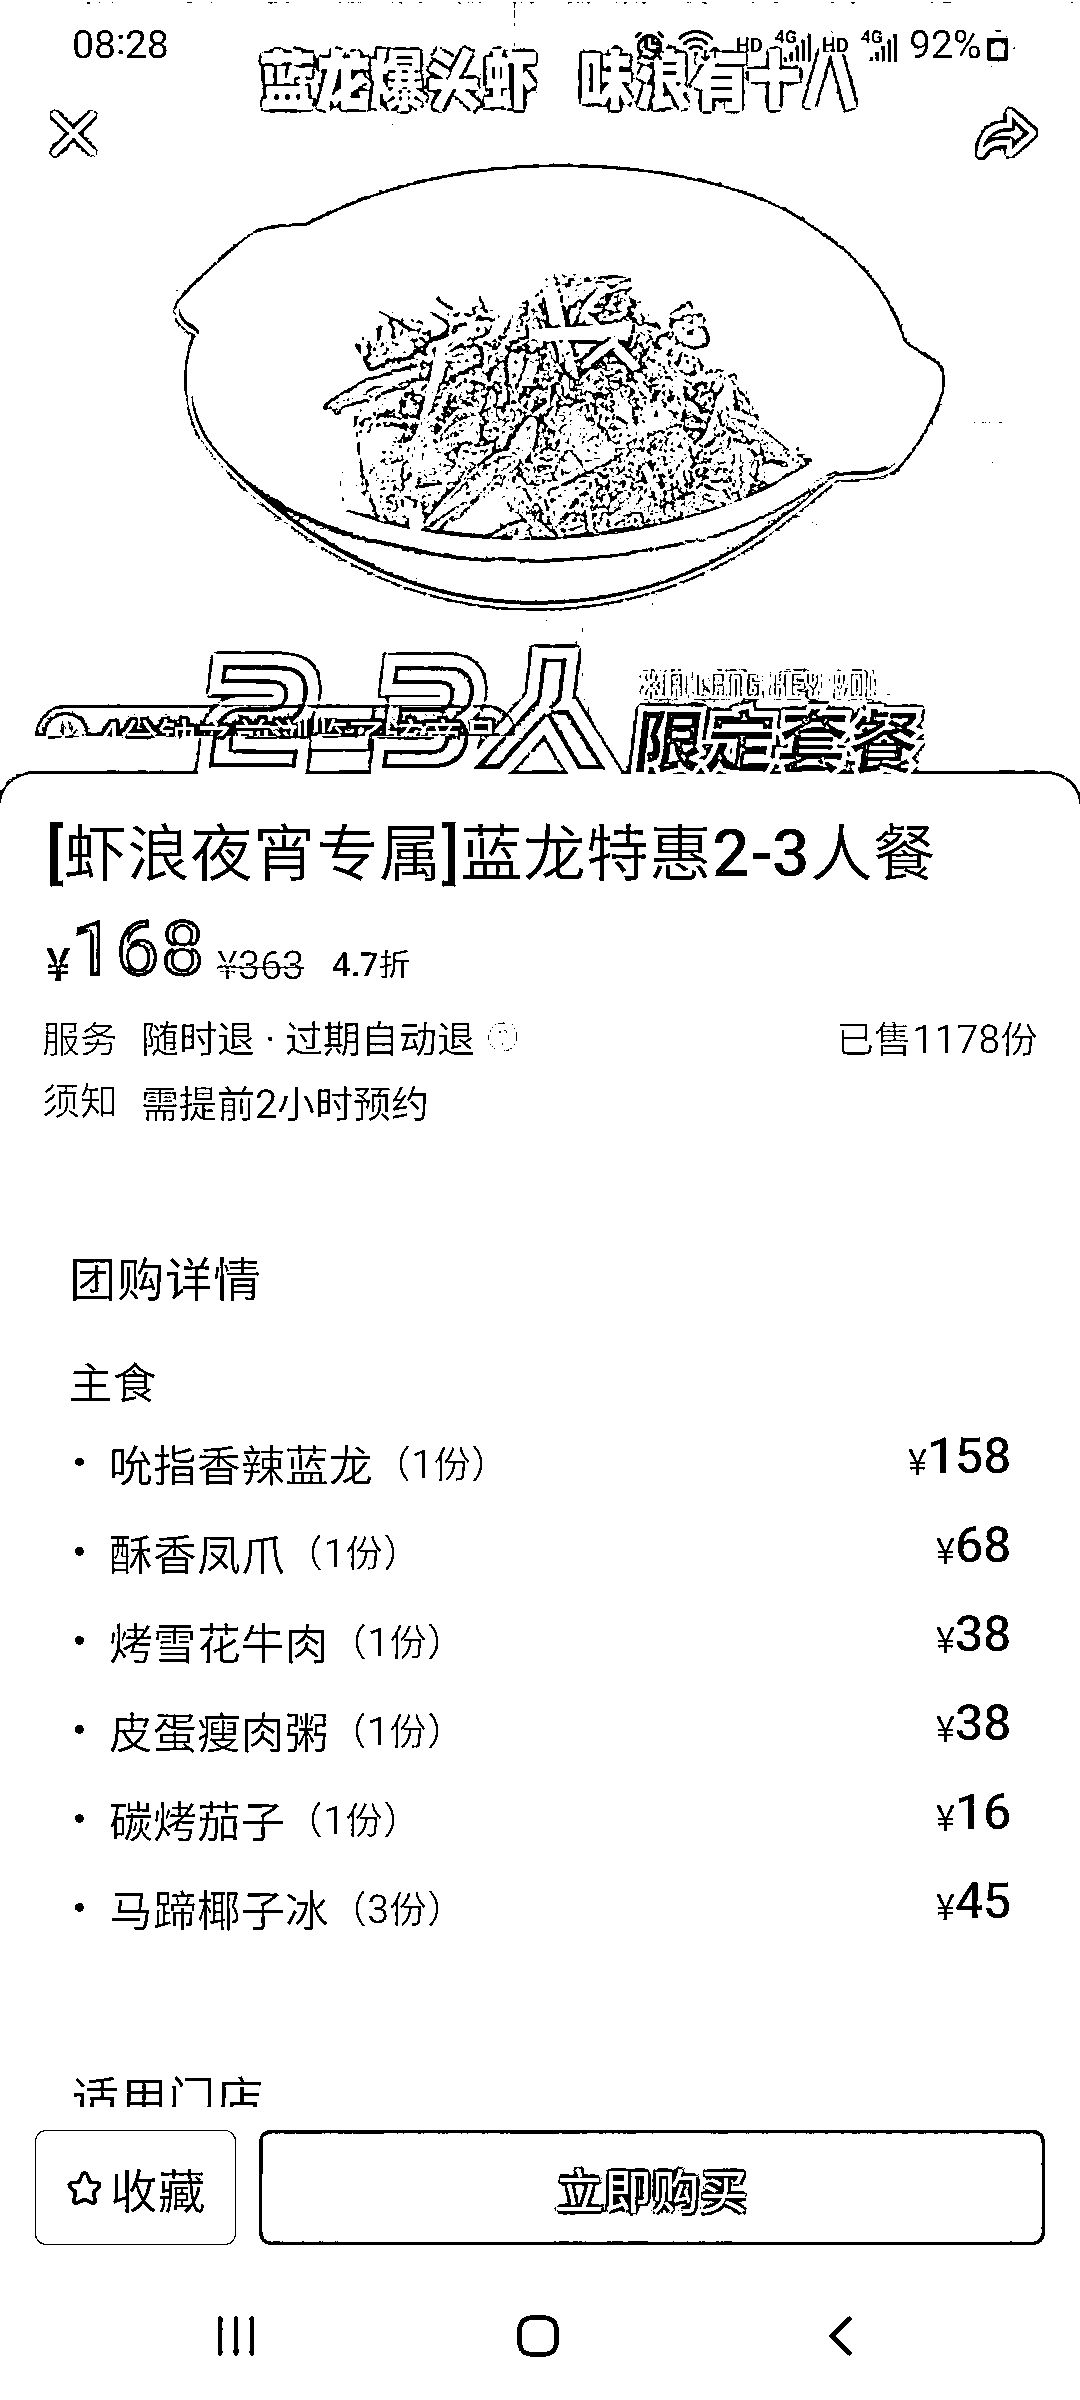 08:28
HD 4G HD 4G 92%
蓝龙爆头虾 味浪有十八
2-3人
限定套餐
[虾浪夜宵专属]蓝龙特惠2-3人餐
¥168 ¥363 4.7折
服务 随时退 · 过期自动退 已售1178份
须知 需提前2小时预约
团购详情
主食
· 吮指香辣蓝龙（1份） ¥158
· 酥香凤爪（1份） ¥68
· 烤雪花牛肉（1份） ¥38
· 皮蛋瘦肉粥（1份） ¥38
· 碳烤茄子（1份） ¥16
· 马蹄椰子冰（3份） ¥45
适用门店
收藏
立即购买